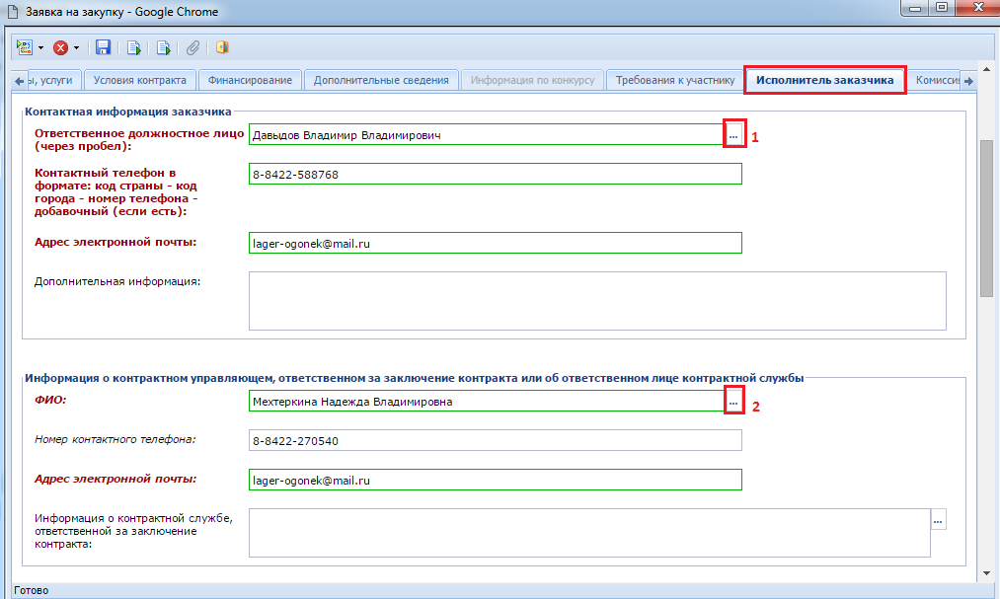 Заявка на закупку - Google Chrome
ы, услуги Условия контракта Финансирование Дополнительные сведения Информация по конкурсу Требования к участнику Исполнитель заказчика Комисси
Контактная информация заказчика
Ответственное должностное лицо
(через пробел):
Давыдов Владимир Владимирович ... 1
Контактный телефон в
формате: код страны - код
города - номер телефона -
добавочный (если есть):
8-8422-588768
Адрес электронной почты: lager-ogonek@mail.ru
Дополнительная информация:
Информация о контрактном управляющем, ответственном за заключение контракта или об ответственном лице контрактной службы
ФИО: Мехтеркина Надежда Владимировна ... 2
Номер контактного телефона: 8-8422-270540
Адрес электронной почты: lager-ogonek@mail.ru
Информация о контрактной службе, ...
ответственной за заключение
контракта:
Готово